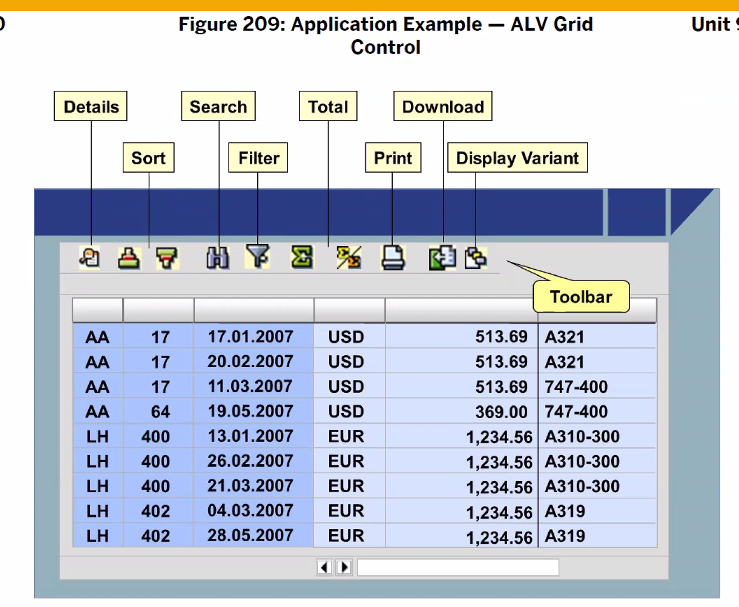 Figure 209: Application Example — ALV Grid
Control
Unit
Details
Search
Total
Download
Sort
Filter
Print
Display Variant
Toolbar
AA 17 17.01.2007 USD 513.69 A321
AA 17 20.02.2007 USD 513.69 A321
AA 17 11.03.2007 USD 513.69 747-400
AA 64 19.05.2007 USD 369.00 747-400
LH 400 13.01.2007 EUR 1,234.56 A310-300
LH 400 26.02.2007 EUR 1,234.56 A310-300
LH 400 21.03.2007 EUR 1,234.56 A310-300
LH 402 04.03.2007 EUR 1,234.56 A319
LH 402 28.05.2007 EUR 1,234.56 A319